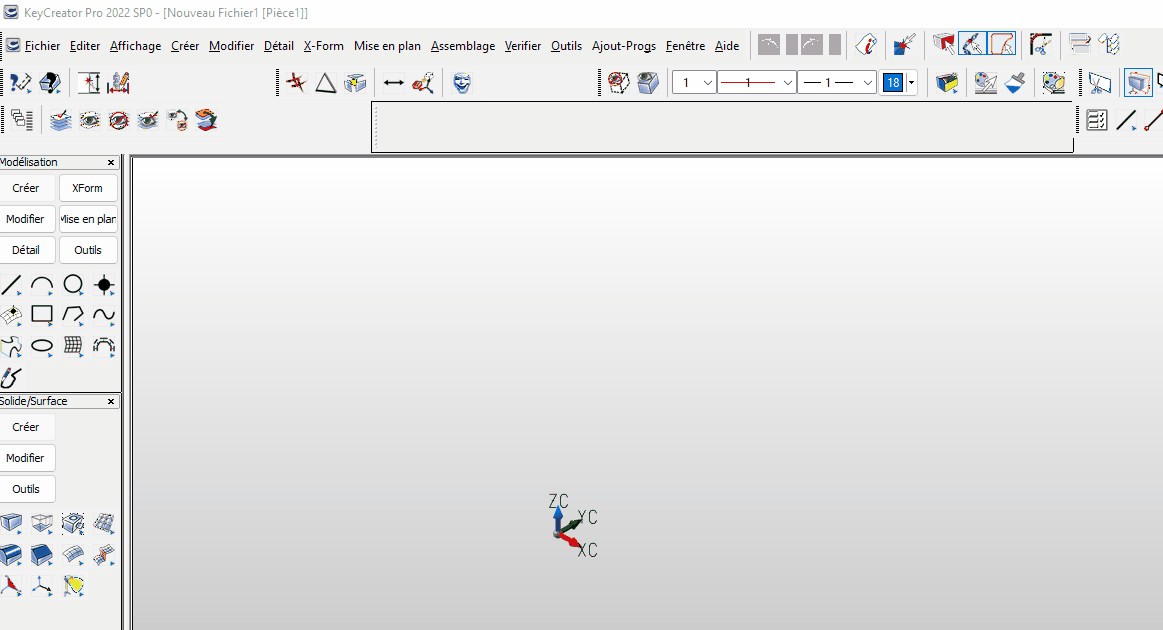 KeyCreator Pro 2022 SP0 - [Nouveau Fichier1 [Pièce1]]
Fichier Editer Affichage Créer Modifier Détail X-Form Mise en plan Assemblage Verifier Outils Ajout-Progs Fenêtre Aide
1 1 1 18
Modélisation x
Créer XForm
Modifier Mise en plan
Détail Outils
Solide/Surface x
Créer
Modifier
Outils
ZC
YC
XC